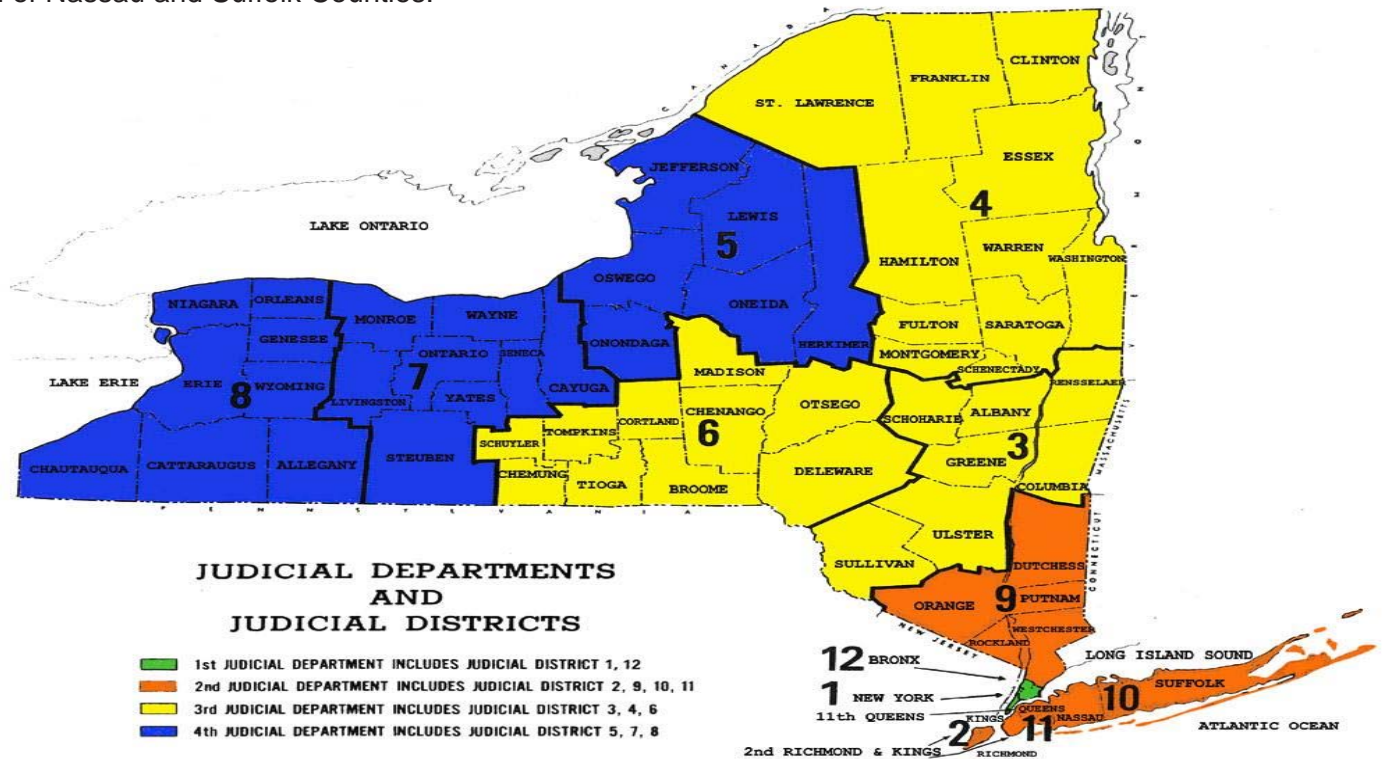 of Nassau and Suffolk Counties.
CANADA
CLINTON
FRANKLIN
ST. LAWRENCE
ESSEX
JEFFERSON
4
LEWIS
LAKE ONTARIO
5
WARREN
HAMILTON
WASHINGTON
OSWEGO
ONEIDA
NIAGARA
ORLEANS
MONROE
WAYNE
FULTON
SARATOGA
GENESEE
ONONDAGA
HERKIMER
ONTARIO
SENECA
MONTGOMERY
SCHENECTADY
MADISON
LAKE ERIE
ERIE
WYOMING
7
CAYUGA
RENSSELAER
8
LIVINGSTON
YATES
OTSEGO
SCHOHARIE
ALBANY
CORTLAND
CHENANGO
TOMPKINS
SCHUYLER
6
3
CHAUTAUQUA
CATTARAUGUS
ALLEGANY
STEUBEN
GREENE
CHEMUNG
DELEWARE
TIOGA
BROOME
COLUMBIA
MASSACHUSETTS
PENNSYLVANIA
ULSTER
SULLIVAN
DUTCHESS
CONNECTICUT
JUDICIAL DEPARTMENTS
AND
JUDICIAL DISTRICTS
ORANGE
9
PUTNAM
WESTCHESTER
ROCKLAND
NEW JERSEY
1st JUDICIAL DEPARTMENT INCLUDES JUDICIAL DISTRICT 1, 12
2nd JUDICIAL DEPARTMENT INCLUDES JUDICIAL DISTRICT 2, 9, 10, 11
3rd JUDICIAL DEPARTMENT INCLUDES JUDICIAL DISTRICT 3, 4, 6
4th JUDICIAL DEPARTMENT INCLUDES JUDICIAL DISTRICT 5, 7, 8
12 BRONX
LONG ISLAND SOUND
SUFFOLK
1 NEW YORK
10
11th QUEENS
QUEENS
NASSAU
KINGS
2
11
ATLANTIC OCEAN
2nd RICHMOND & KINGS
RICHMOND